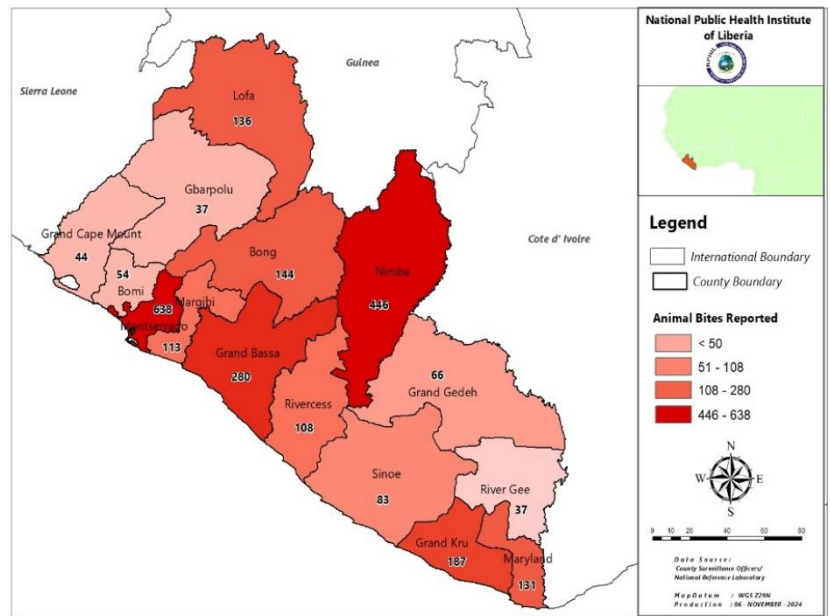 National Public Health Institute
of Liberia
Guinea
Sierra Leone
Lofa
136
Gbarpolu
37
Grand Cape Mount
44
Cote d' Ivoire
Bong
144
Nimba
446
54
Bomi
638
Margibi
Montserrado
113
Grand Bassa
280
66
Grand Gedeh
Rivercess
108
Sinoe
83
River Gee
37
Grand Kru
187
Maryland
131
Legend
International Boundary
County Boundary
Animal Bites Reported
< 50
51 - 108
108 - 280
446 - 638
N
W
E
S
0 10 20 40 60 80
Data Source:
County Surveillance Officers/
National Reference Laboratory
Map Datum : WGS Z29N
Production : 06 - NOVEMBER - 2024